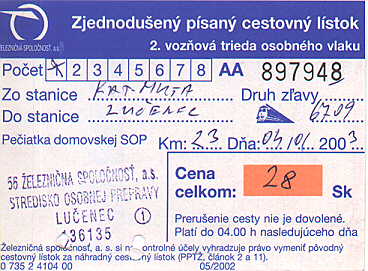 ELEZNIČNÁ SPOLOČNOSŤ, a.s.
Zjednodušený písaný cestovný lístok
2. vozňová trieda osobného vlaku
Počet 1 2 3 4 5 6 7 8 AA 897948
Zo stanice Druh zľavy
Do stanice LUČENEC 6709
Pečiatka domovskej SOP Km: 23 Dňa: 04/01. 2003
56 ŽELEZNIČNÁ SPOLOČNOSŤ, a.s.
STREDISKO OSOBNEJ PREPRAVY
LUČENEC 1
136135
Cena
celkom: 28 Sk
Prerušenie cesty nie je dovolené.
Platí do 04.00 h nasledujúceho dňa
Železničná spoločnosť, a. s. si kontrolné účely vyhradzuje právo vymeniť pôvodný
cestovný lístok za náhradný cestovný lístok (PPTŽ, článok 2 a 11).
0 735 2 4104 00 05/2002